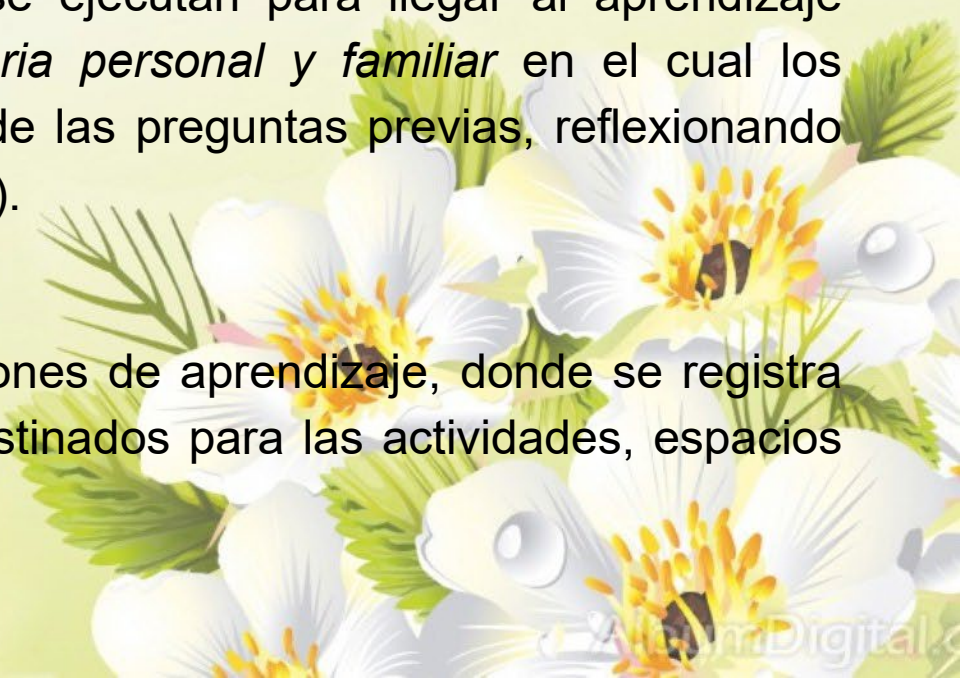 se ejecutan para llegar al aprendizaje
ria personal y familiar en el cual los
de las preguntas previas, reflexionando
).
ones de aprendizaje, donde se registra
stinados para las actividades, espacios
AlbumDigital.c